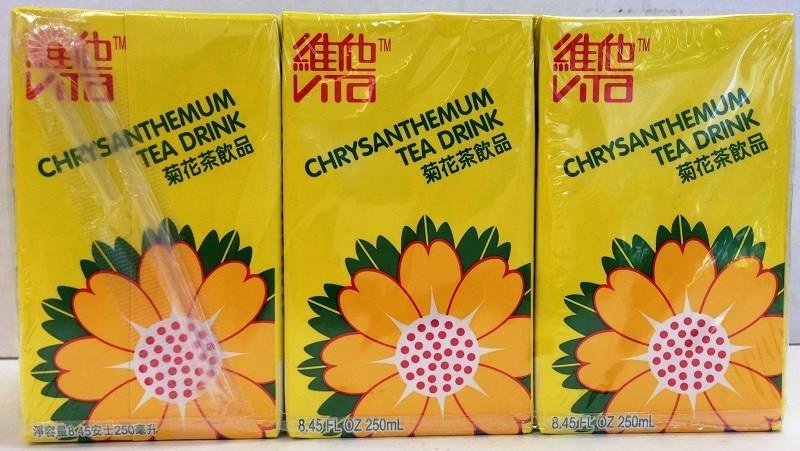 維他™
VITA
CHRYSANTHEMUM
TEA DRINK
菊花茶飲品
淨容量8.45安士250毫升
維他™
VITA
CHRYSANTHEMUM
TEA DRINK
菊花茶飲品
8.45 FL OZ 250mL
維他™
VITA
CHRYSANTHEMUM
TEA DRINK
菊花茶飲品
8.45 FL OZ 250mL